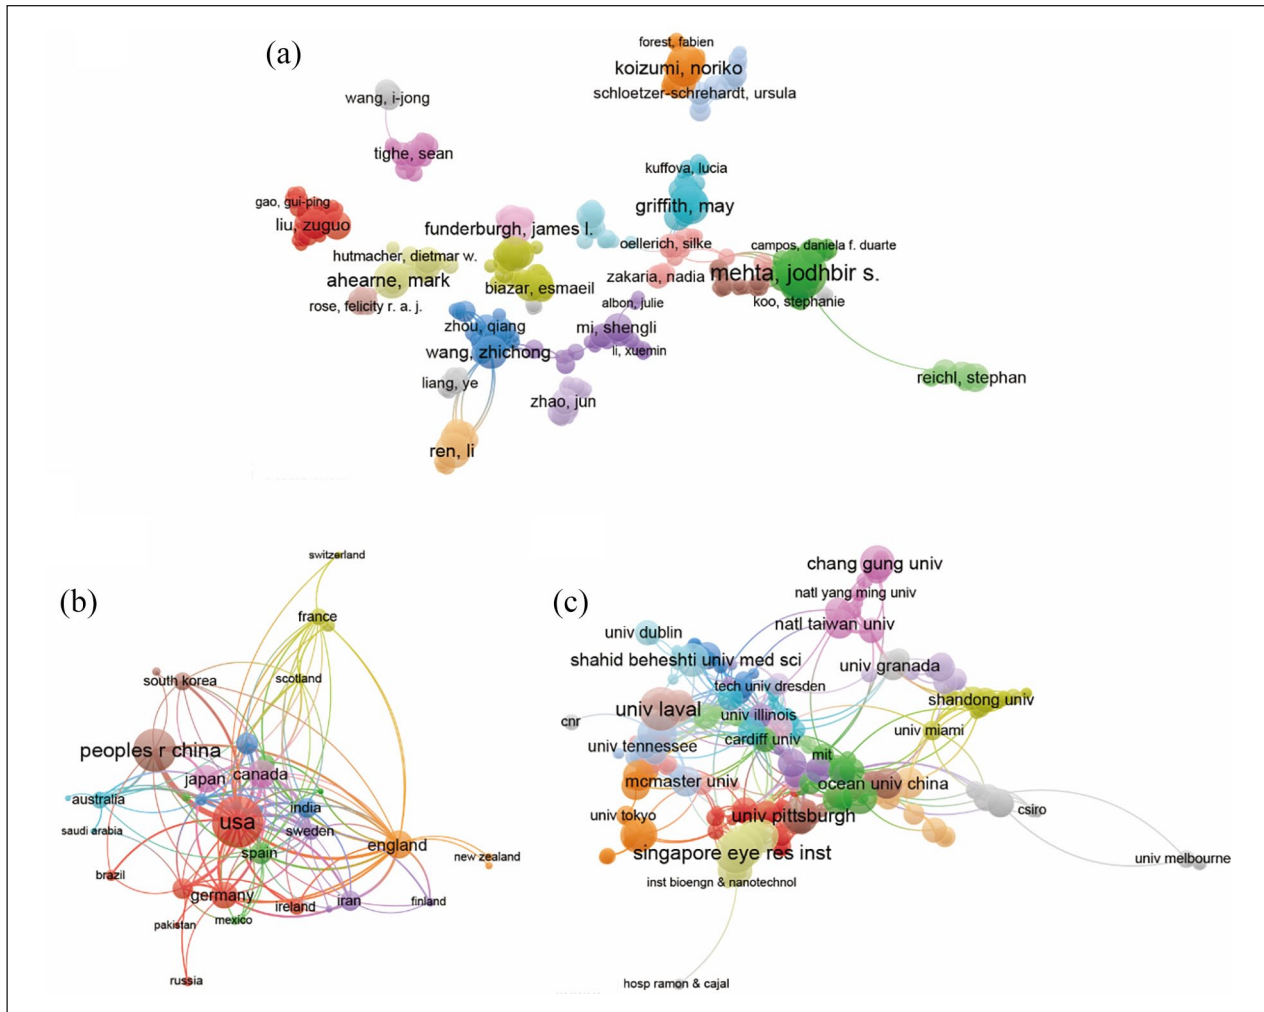 (a)
forest, fabien
koizumi, noriko
schloetzer-schrehardt, ursula
wang, i-jong
tighe, sean
kuffova, lucia
gao, gui-ping
griffith, may
liu, zuguo
funderburgh, james l.
oellerich, silke
campos, daniela f. duarte
hutmacher, dietmar w.
mehta, jodhbir s.
zakaria, nadia
ahearne, mark
biazar, esmaeil
rose, felicity r. a. j.
albon, julie
koo, stephanie
zhou, qiang
mi, shengli
wang, zhichong
li, xuemin
liang, ye
reichl, stephan
zhao, jun
ren, li
(b)
switzerland
france
scotland
south korea
peoples r china
japan
canada
australia
india
usa
saudi arabia
sweden
england
spain
new zealand
brazil
germany
ireland
iran
finland
pakistan
mexico
russia
(c)
chang gung univ
natl yang ming univ
natl taiwan univ
univ dublin
shahid beheshti univ med sci
univ granada
tech univ dresden
shandong univ
univ laval
univ illinois
cnr
univ miami
cardiff univ
univ tennessee
mit
mcmaster univ
ocean univ china
csiro
univ tokyo
univ pittsburgh
singapore eye res inst
univ melbourne
inst bioengn & nanotechnol
hosp ramon & cajal